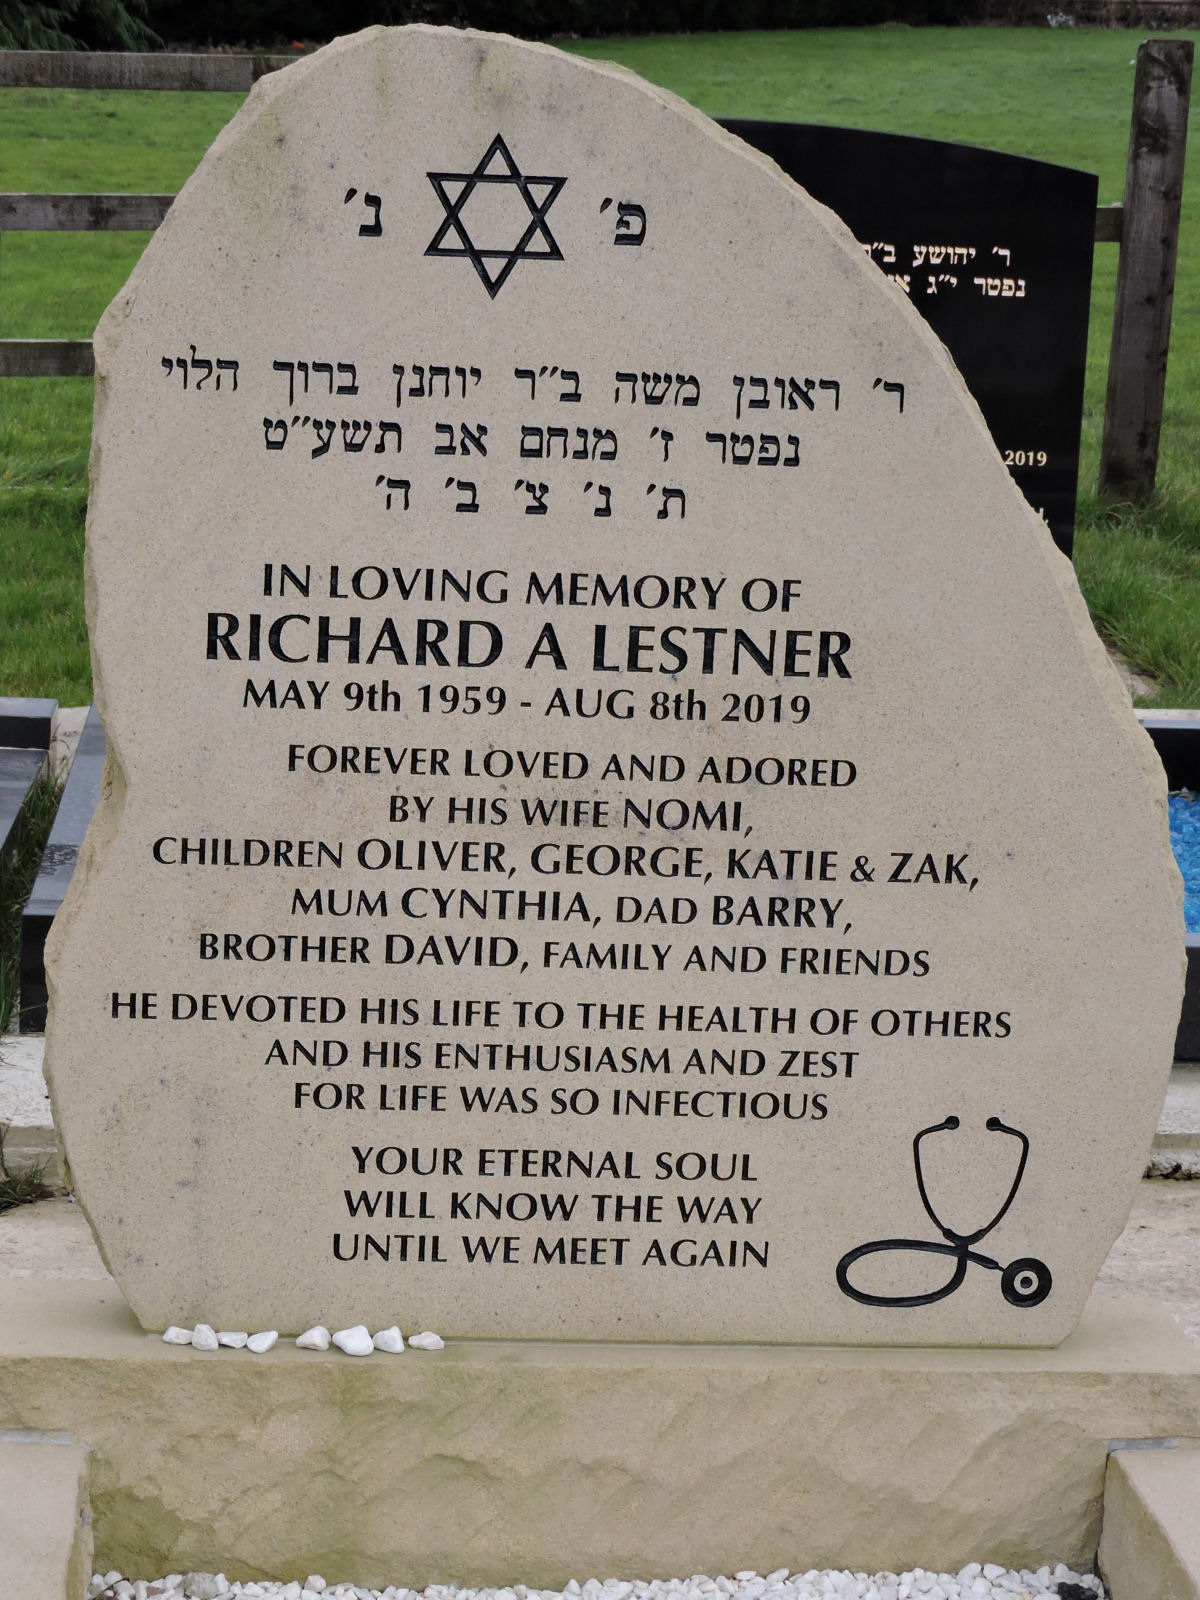 פ׳ נ׳
ר׳ ראובן משה ב״ר יוחנן ברוך הלוי
נפטר ז׳ מנחם אב תשע״ט
ת׳ נ׳ צ׳ ב׳ ה׳
IN LOVING MEMORY OF
RICHARD A LESTNER
MAY 9th 1959 - AUG 8th 2019
FOREVER LOVED AND ADORED
BY HIS WIFE NOMI,
CHILDREN OLIVER, GEORGE, KATIE & ZAK,
MUM CYNTHIA, DAD BARRY,
BROTHER DAVID, FAMILY AND FRIENDS
HE DEVOTED HIS LIFE TO THE HEALTH OF OTHERS
AND HIS ENTHUSIASM AND ZEST
FOR LIFE WAS SO INFECTIOUS
YOUR ETERNAL SOUL
WILL KNOW THE WAY
UNTIL WE MEET AGAIN
ר׳ יהושע
נפטר י״ג
2019